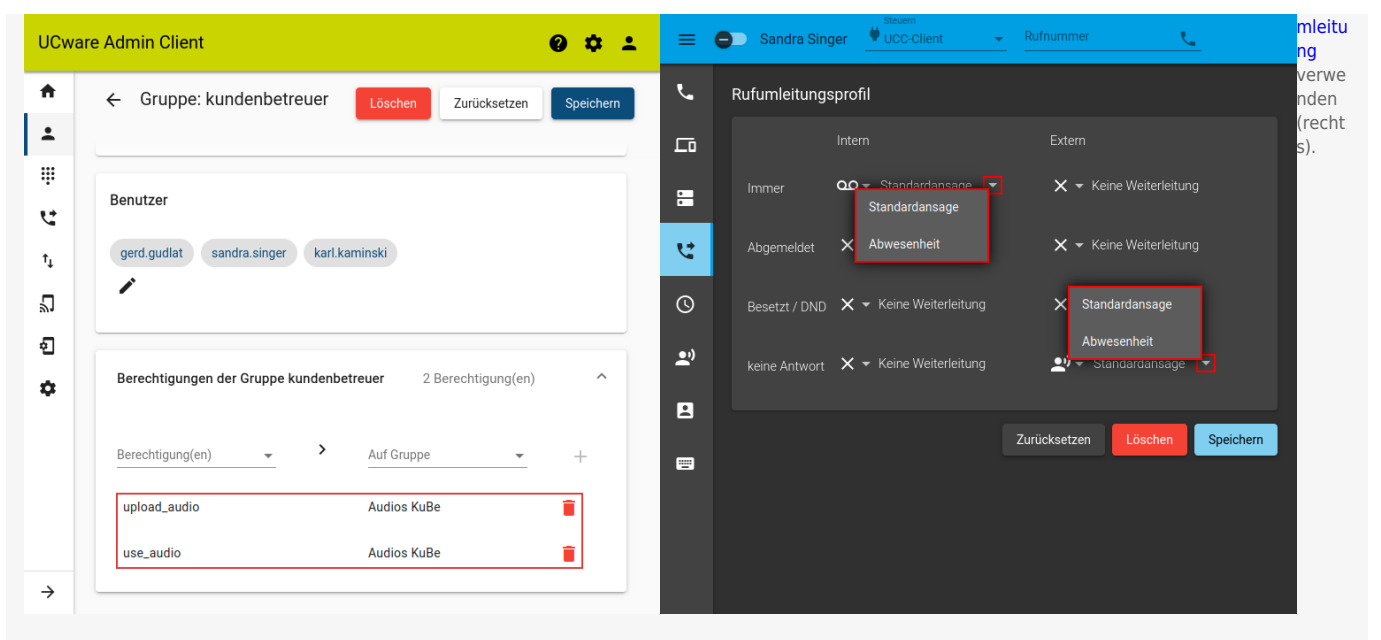 UCware Admin Client
Gruppe: kundenbetreuer
Löschen
Zurücksetzen
Speichern
Benutzer
gerd.gudlat
sandra.singer
karl.kaminski
Berechtigungen der Gruppe kundenbetreuer
2 Berechtigung(en)
Berechtigung(en)
Auf Gruppe
upload_audio
Audios KuBe
use_audio
Audios KuBe
Sandra Singer
Steuern
UCC-Client
Rufnummer
Rufumleitungsprofil
Intern
Extern
Immer
Standardansage
Keine Weiterleitung
Standardansage
Abwesenheit
Abgemeldet
Keine Weiterleitung
Besetzt / DND
Keine Weiterleitung
Standardansage
Abwesenheit
keine Antwort
Keine Weiterleitung
Standardansage
Zurücksetzen
Löschen
Speichern
mleitu
ng
verwe
nden
(recht
s).